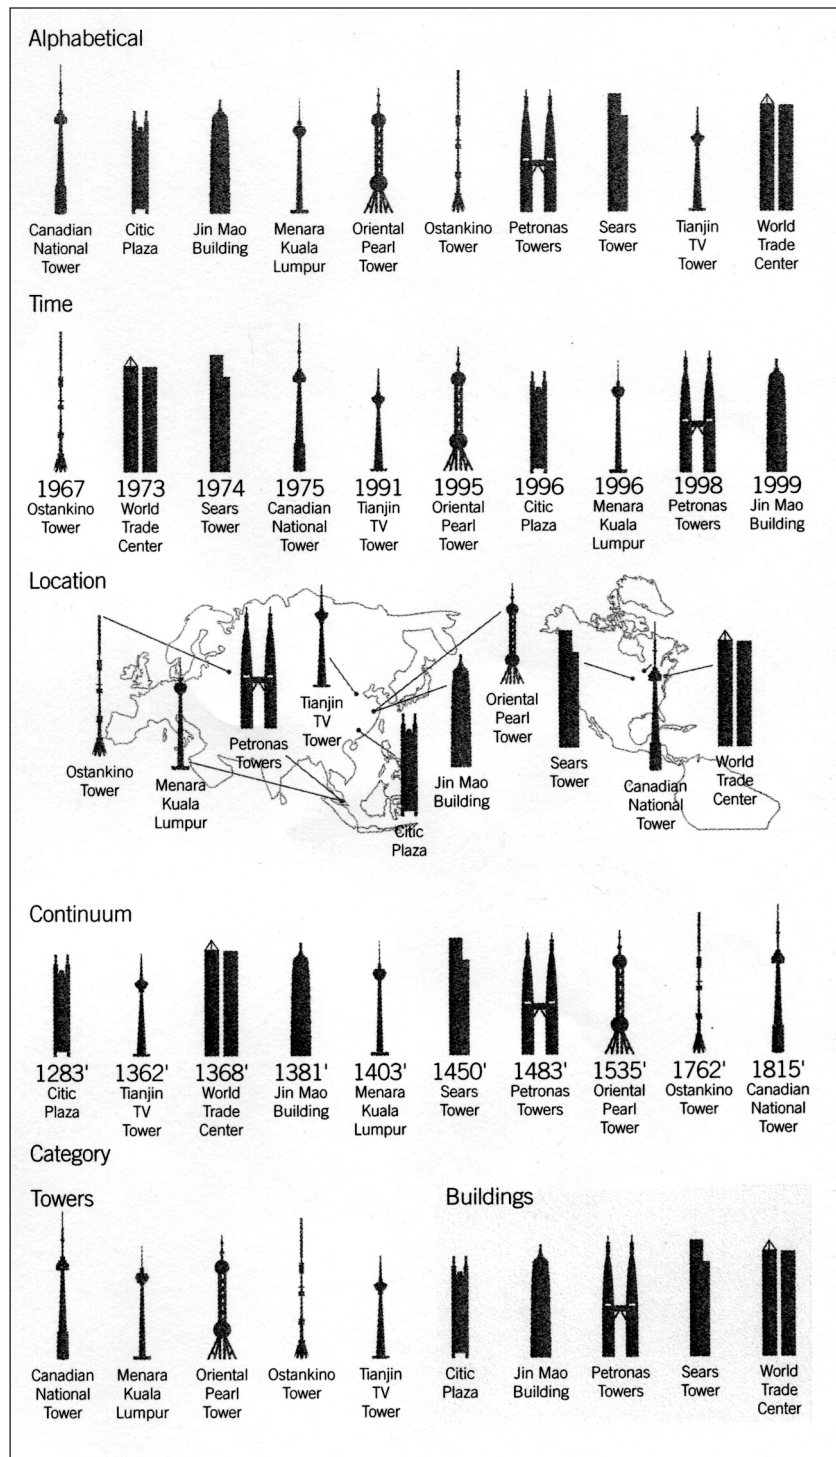 Alphabetical
Canadian
National
Tower
Citic
Plaza
Jin Mao
Building
Menara
Kuala
Lumpur
Oriental
Pearl
Tower
Ostankino
Tower
Petronas
Towers
Sears
Tower
Tianjin
TV
Tower
World
Trade
Center
Time
1967
Ostankino
Tower
1973
World
Trade
Center
1974
Sears
Tower
1975
Canadian
National
Tower
1991
Tianjin
TV
Tower
1995
Oriental
Pearl
Tower
1996
Citic
Plaza
1996
Menara
Kuala
Lumpur
1998
Petronas
Towers
1999
Jin Mao
Building
Location
Ostankino
Tower
Menara
Kuala
Lumpur
Petronas
Towers
Tianjin
TV
Tower
Citic
Plaza
Jin Mao
Building
Oriental
Pearl
Tower
Sears
Tower
Canadian
National
Tower
World
Trade
Center
Continuum
1283'
Citic
Plaza
1362'
Tianjin
TV
Tower
1368'
World
Trade
Center
1381'
Jin Mao
Building
1403'
Menara
Kuala
Lumpur
1450'
Sears
Tower
1483'
Petronas
Towers
1535'
Oriental
Pearl
Tower
1762'
Ostankino
Tower
1815'
Canadian
National
Tower
Category
Towers
Canadian
National
Tower
Menara
Kuala
Lumpur
Oriental
Pearl
Tower
Ostankino
Tower
Tianjin
TV
Tower
Buildings
Citic
Plaza
Jin Mao
Building
Petronas
Towers
Sears
Tower
World
Trade
Center